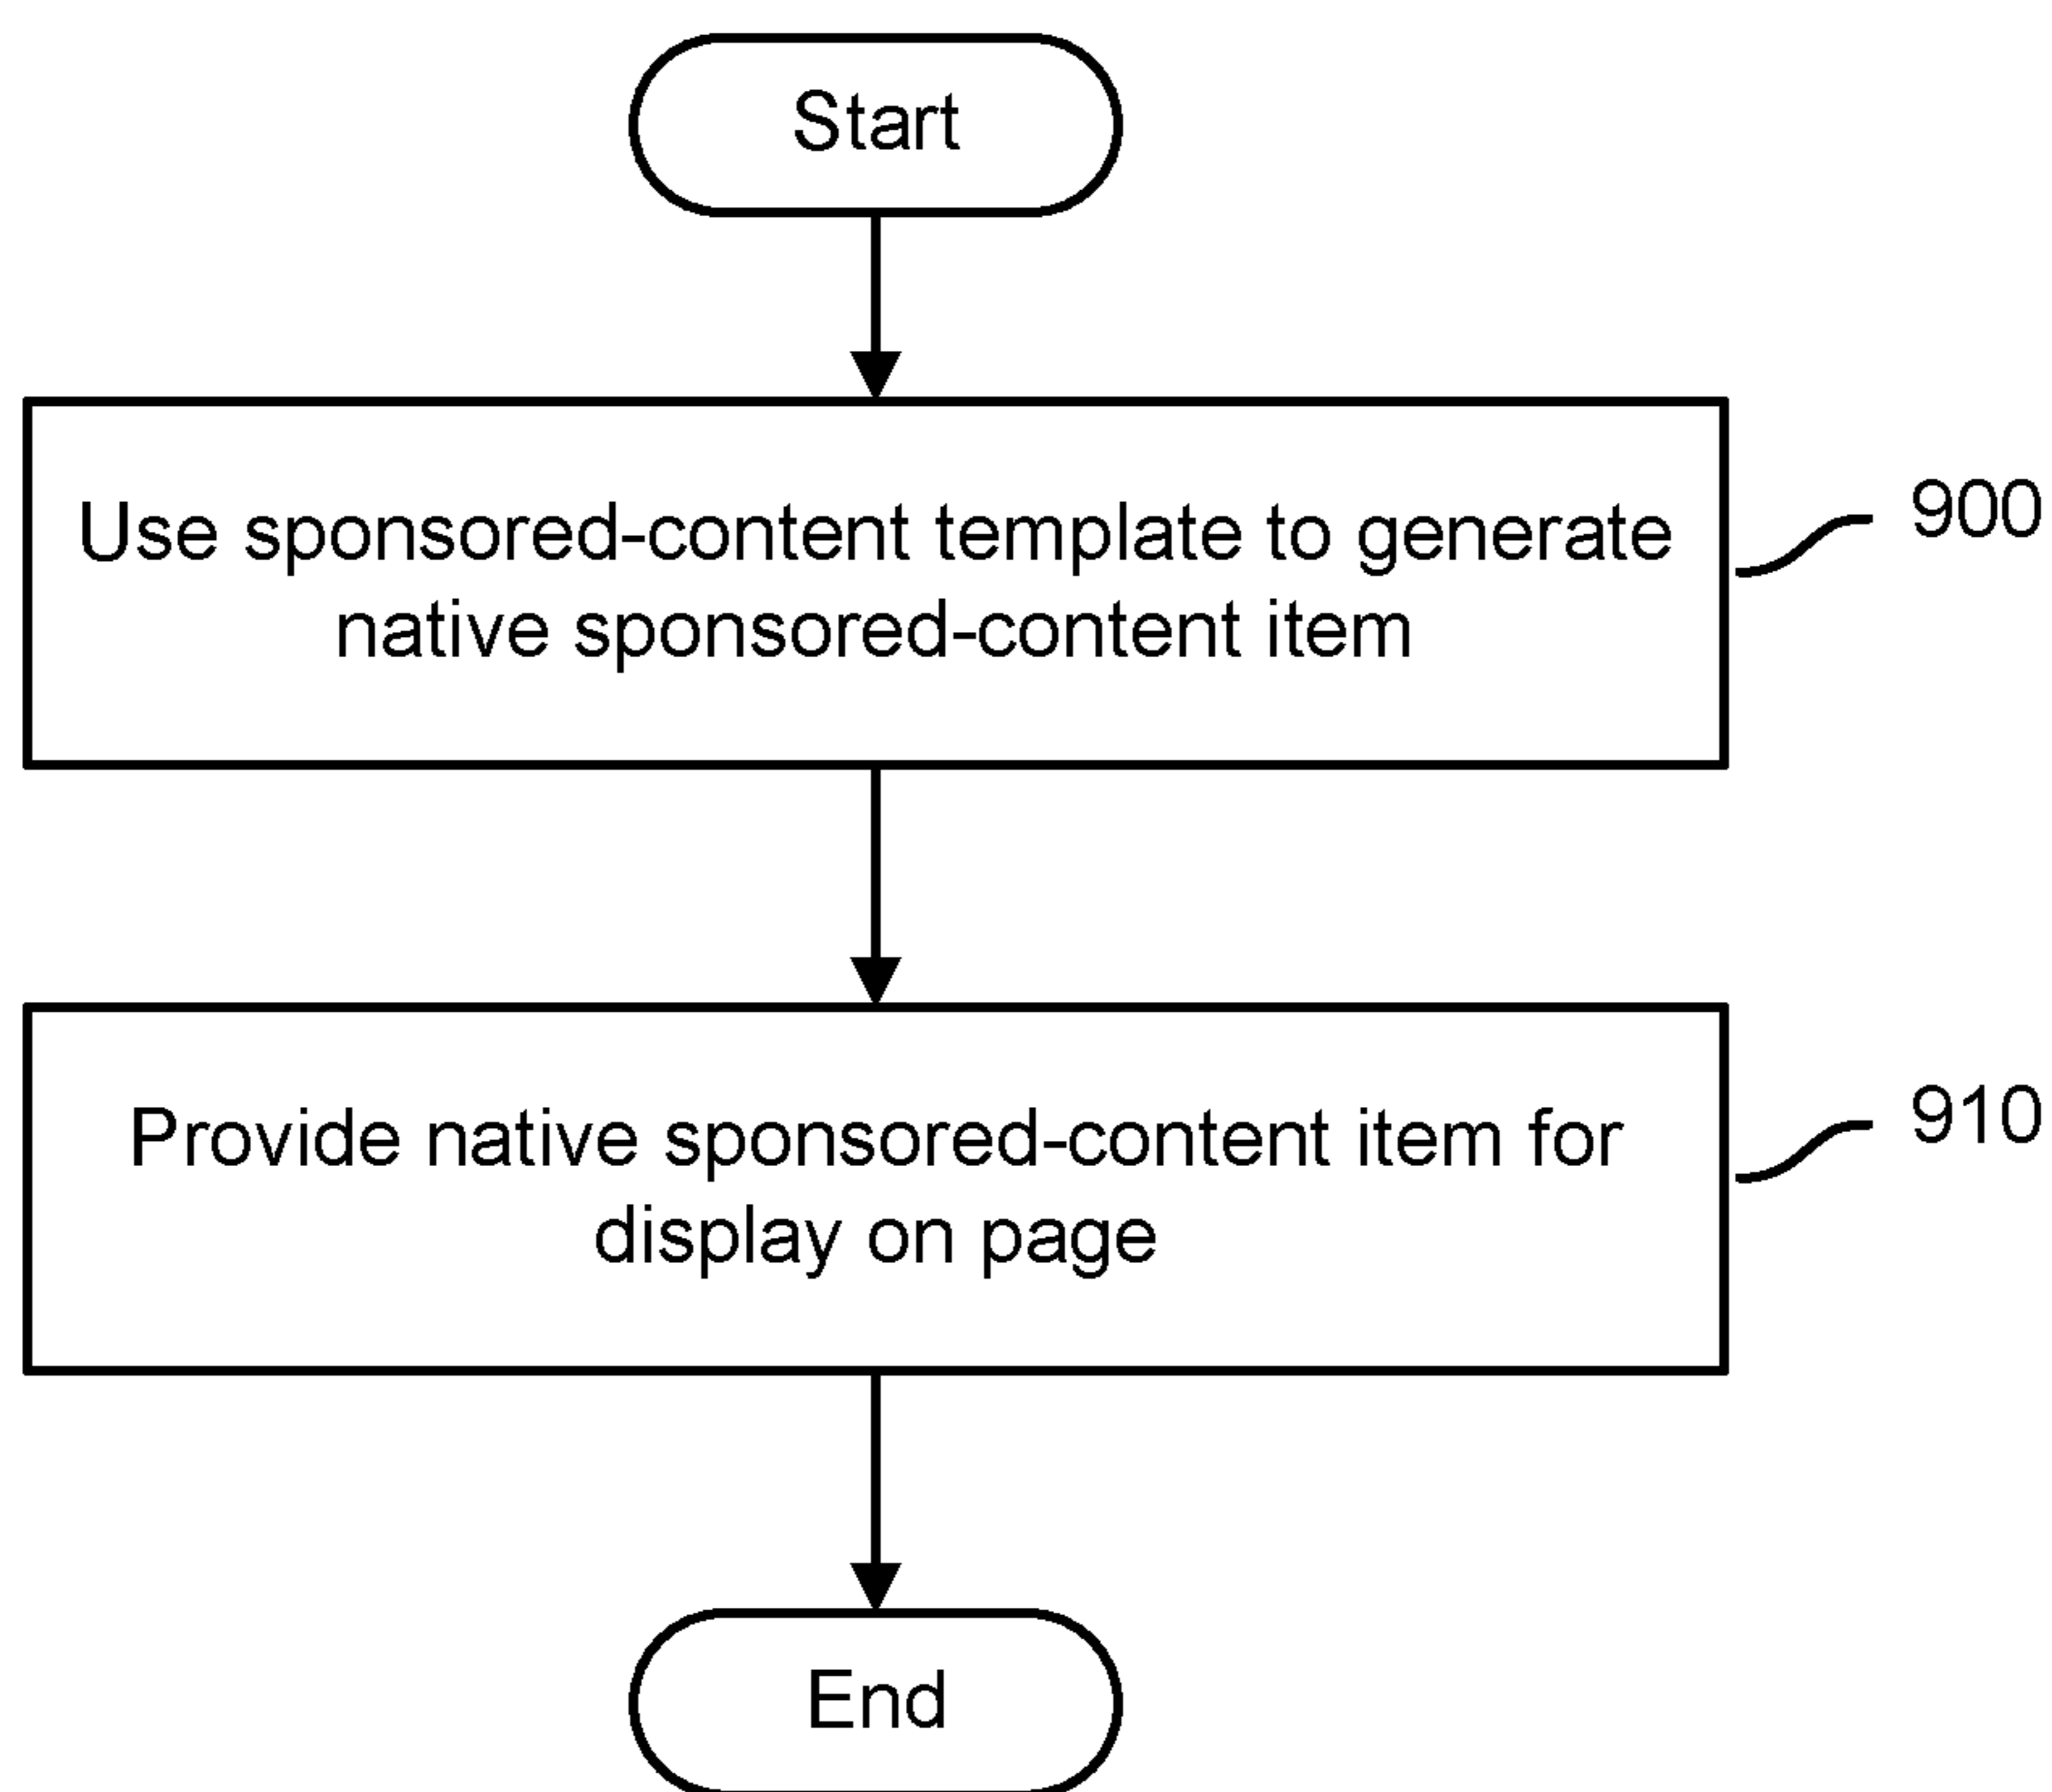 Start
Use sponsored-content template to generate
native sponsored-content item
900
Provide native sponsored-content item for
display on page
910
End